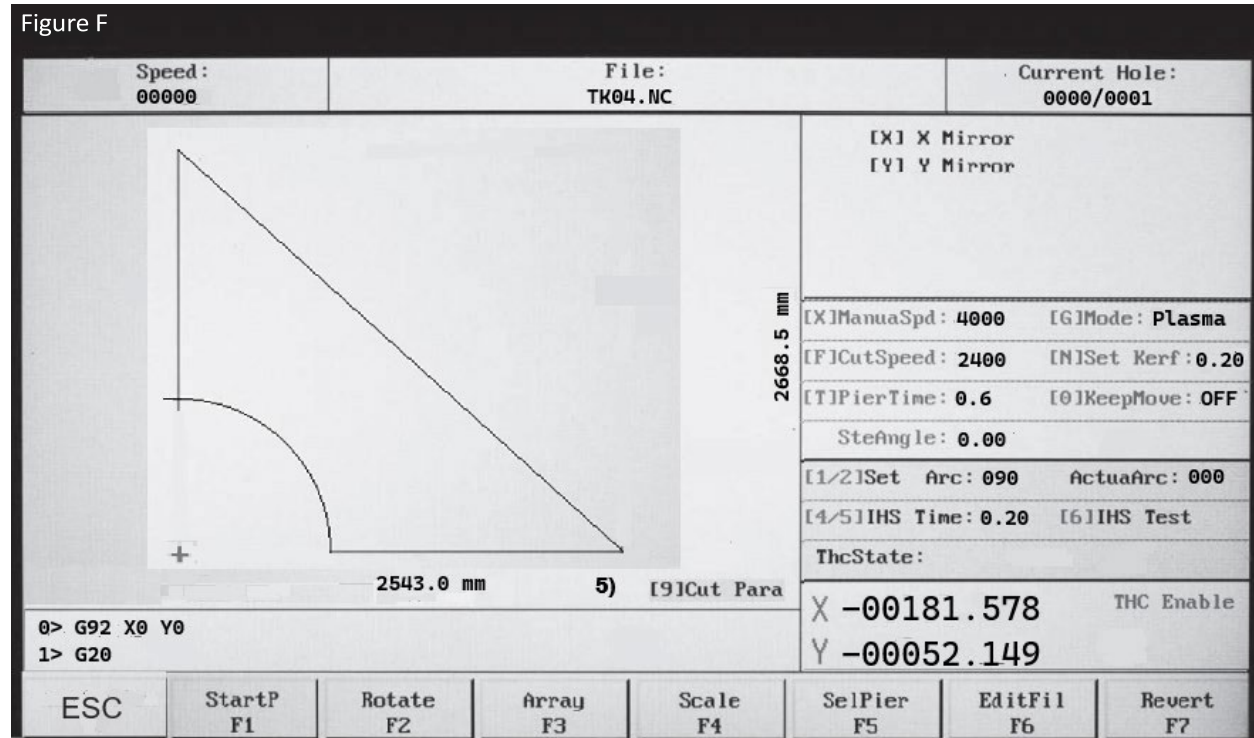 Figure F
Speed:
00000
File:
TK04.NC
Current Hole:
0000/0001
[X] X Mirror
[Y] Y Mirror
2668.5 mm
[X]ManuaSpd: 4000 [G]Mode: Plasma
[F]CutSpeed: 2400 [N]Set Kerf: 0.20
[T]PierTime: 0.6 [0]KeepMove: OFF
SteAngle: 0.00
[1/2]Set Arc: 090 ActuaArc: 000
[4/5]IHS Time: 0.20 [6]IHS Test
ThcState:
2543.0 mm 5) [9]Cut Para
X -00181.578 THC Enable
Y -00052.149
0> G92 X0 Y0
1> G20
ESC
StartP
F1
Rotate
F2
Array
F3
Scale
F4
SelPier
F5
EditFil
F6
Revert
F7